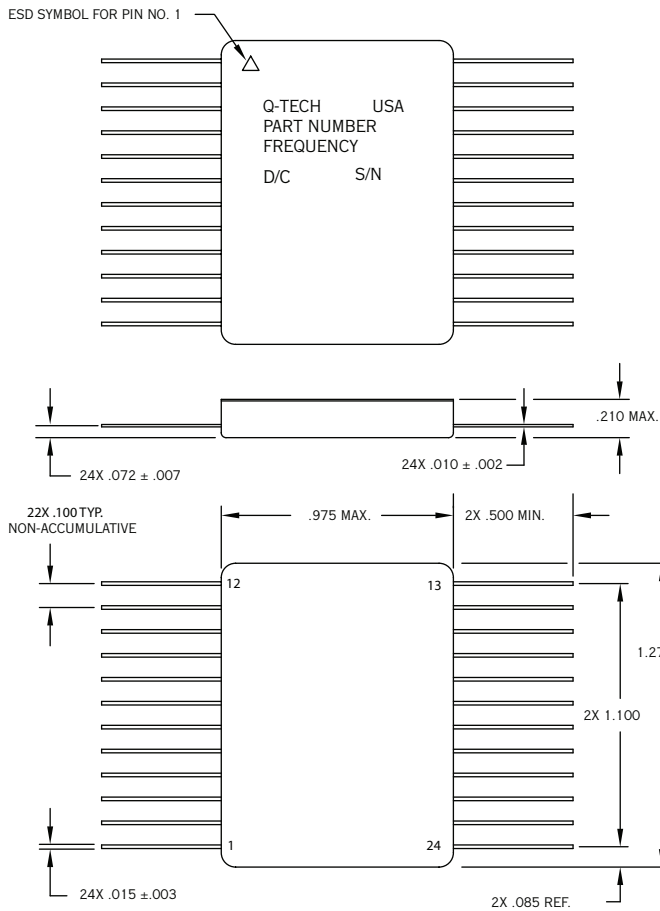 ESD SYMBOL FOR PIN NO. 1
Q-TECH USA
PART NUMBER
FREQUENCY
D/C S/N
.210 MAX.
24X .072 ± .007
24X .010 ± .002
22X .100 TYP.
NON-ACCUMULATIVE
.975 MAX.
2X .500 MIN.
12
13
1.27
2X 1.100
1
24
24X .015 ±.003
2X .085 REF.